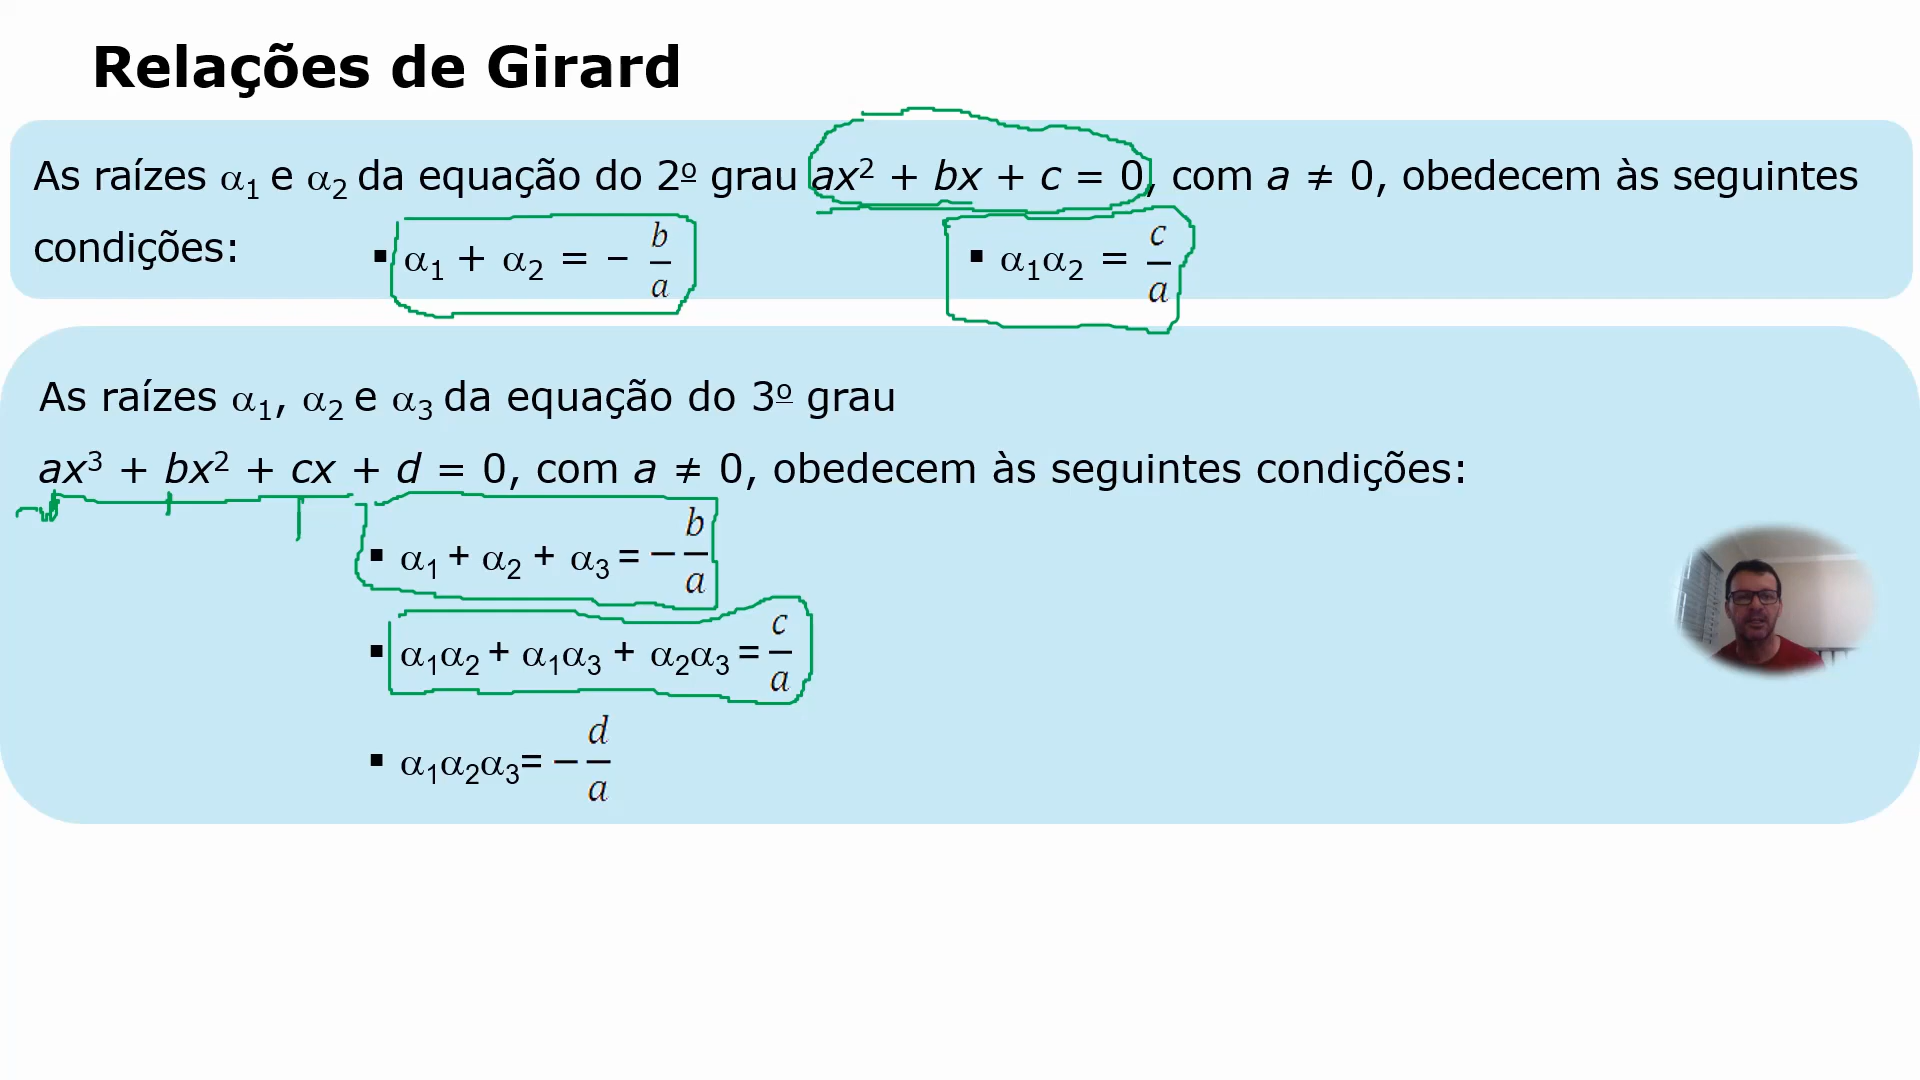 Relações de Girard
As raízes α₁ e α₂ da equação do 2º grau ax² + bx + c = 0, com a ≠ 0, obedecem às seguintes
condições:
▪ α₁ + α₂ = – b/a ▪ α₁α₂ = c/a
As raízes α₁, α₂ e α₃ da equação do 3º grau
ax³ + bx² + cx + d = 0, com a ≠ 0, obedecem às seguintes condições:
▪ α₁ + α₂ + α₃ = – b/a
▪ α₁α₂ + α₁α₃ + α₂α₃ = c/a
▪ α₁α₂α₃ = – d/a